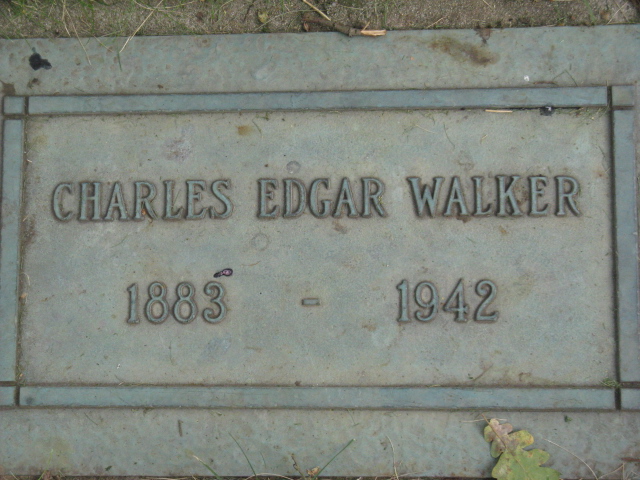 CHARLES EDGAR WALKER
1883 - 1942